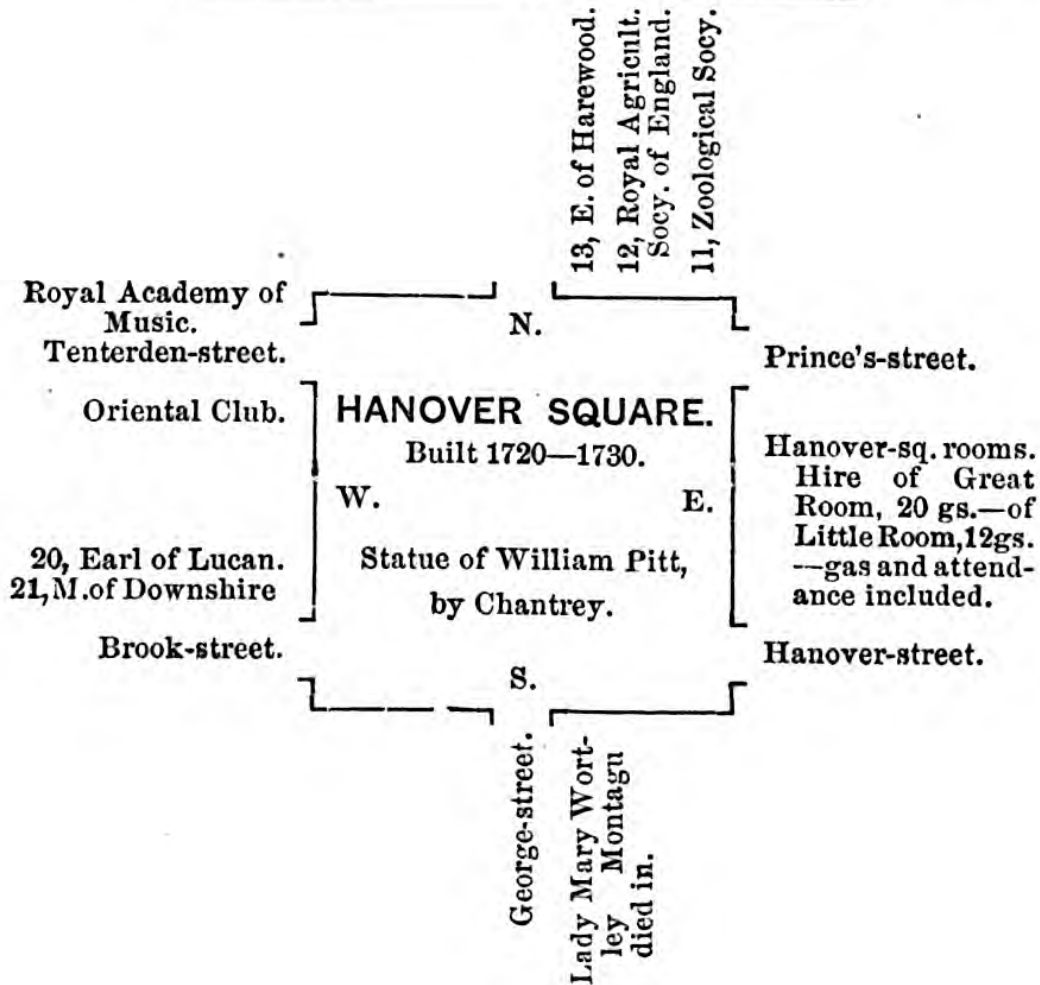 13, E. of Harewood.
12, Royal Agricult.
Socy. of England.
11, Zoological Socy.
Royal Academy of
Music.
Tenterden-street.
N.
Prince's-street.
Oriental Club.
HANOVER SQUARE.
Built 1720—1730.
W.
E.
Hanover-sq. rooms.
Hire of Great
Room, 20 gs.—of
Little Room, 12gs.
—gas and attend-
ance included.
20, Earl of Lucan.
21, M. of Downshire
Statue of William Pitt,
by Chantrey.
Brook-street.
Hanover-street.
S.
George-street.
Lady Mary Wort-
ley Montagu
died in.